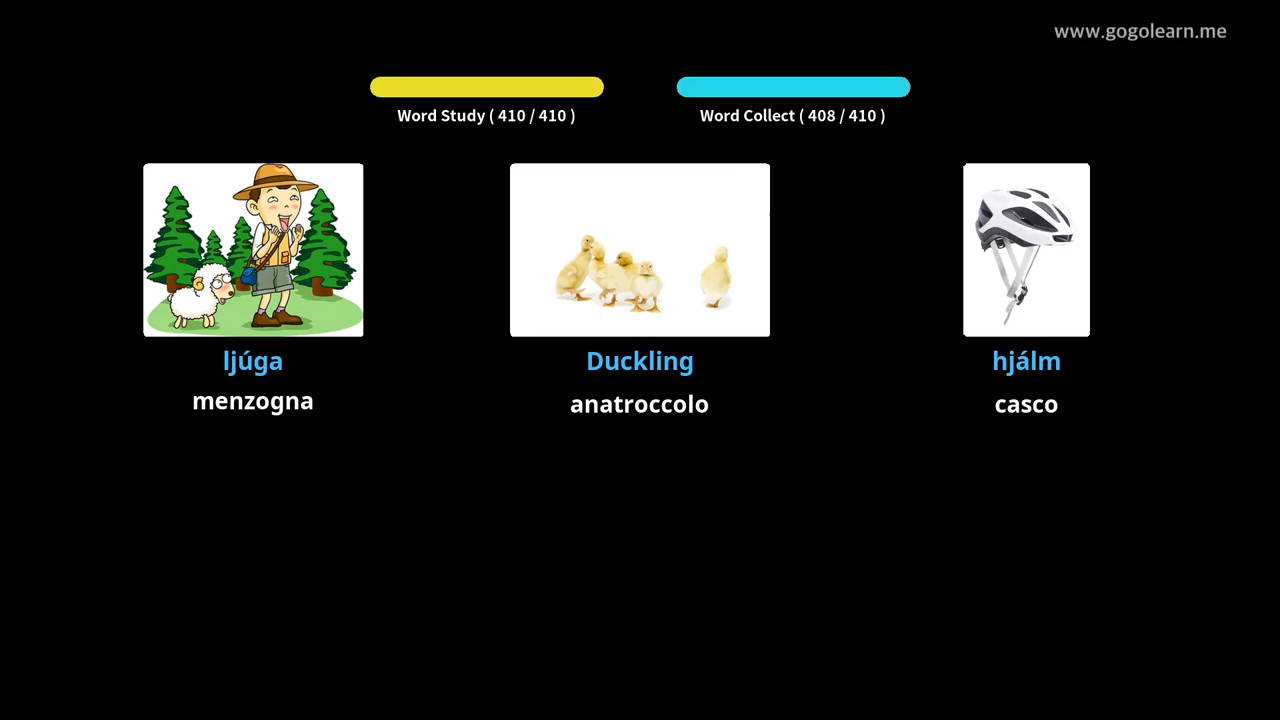 www.gogolearn.me
Word Study ( 410 / 410 )
Word Collect ( 408 / 410 )
ljúga
menzogna
Duckling
anatroccolo
hjálm
casco